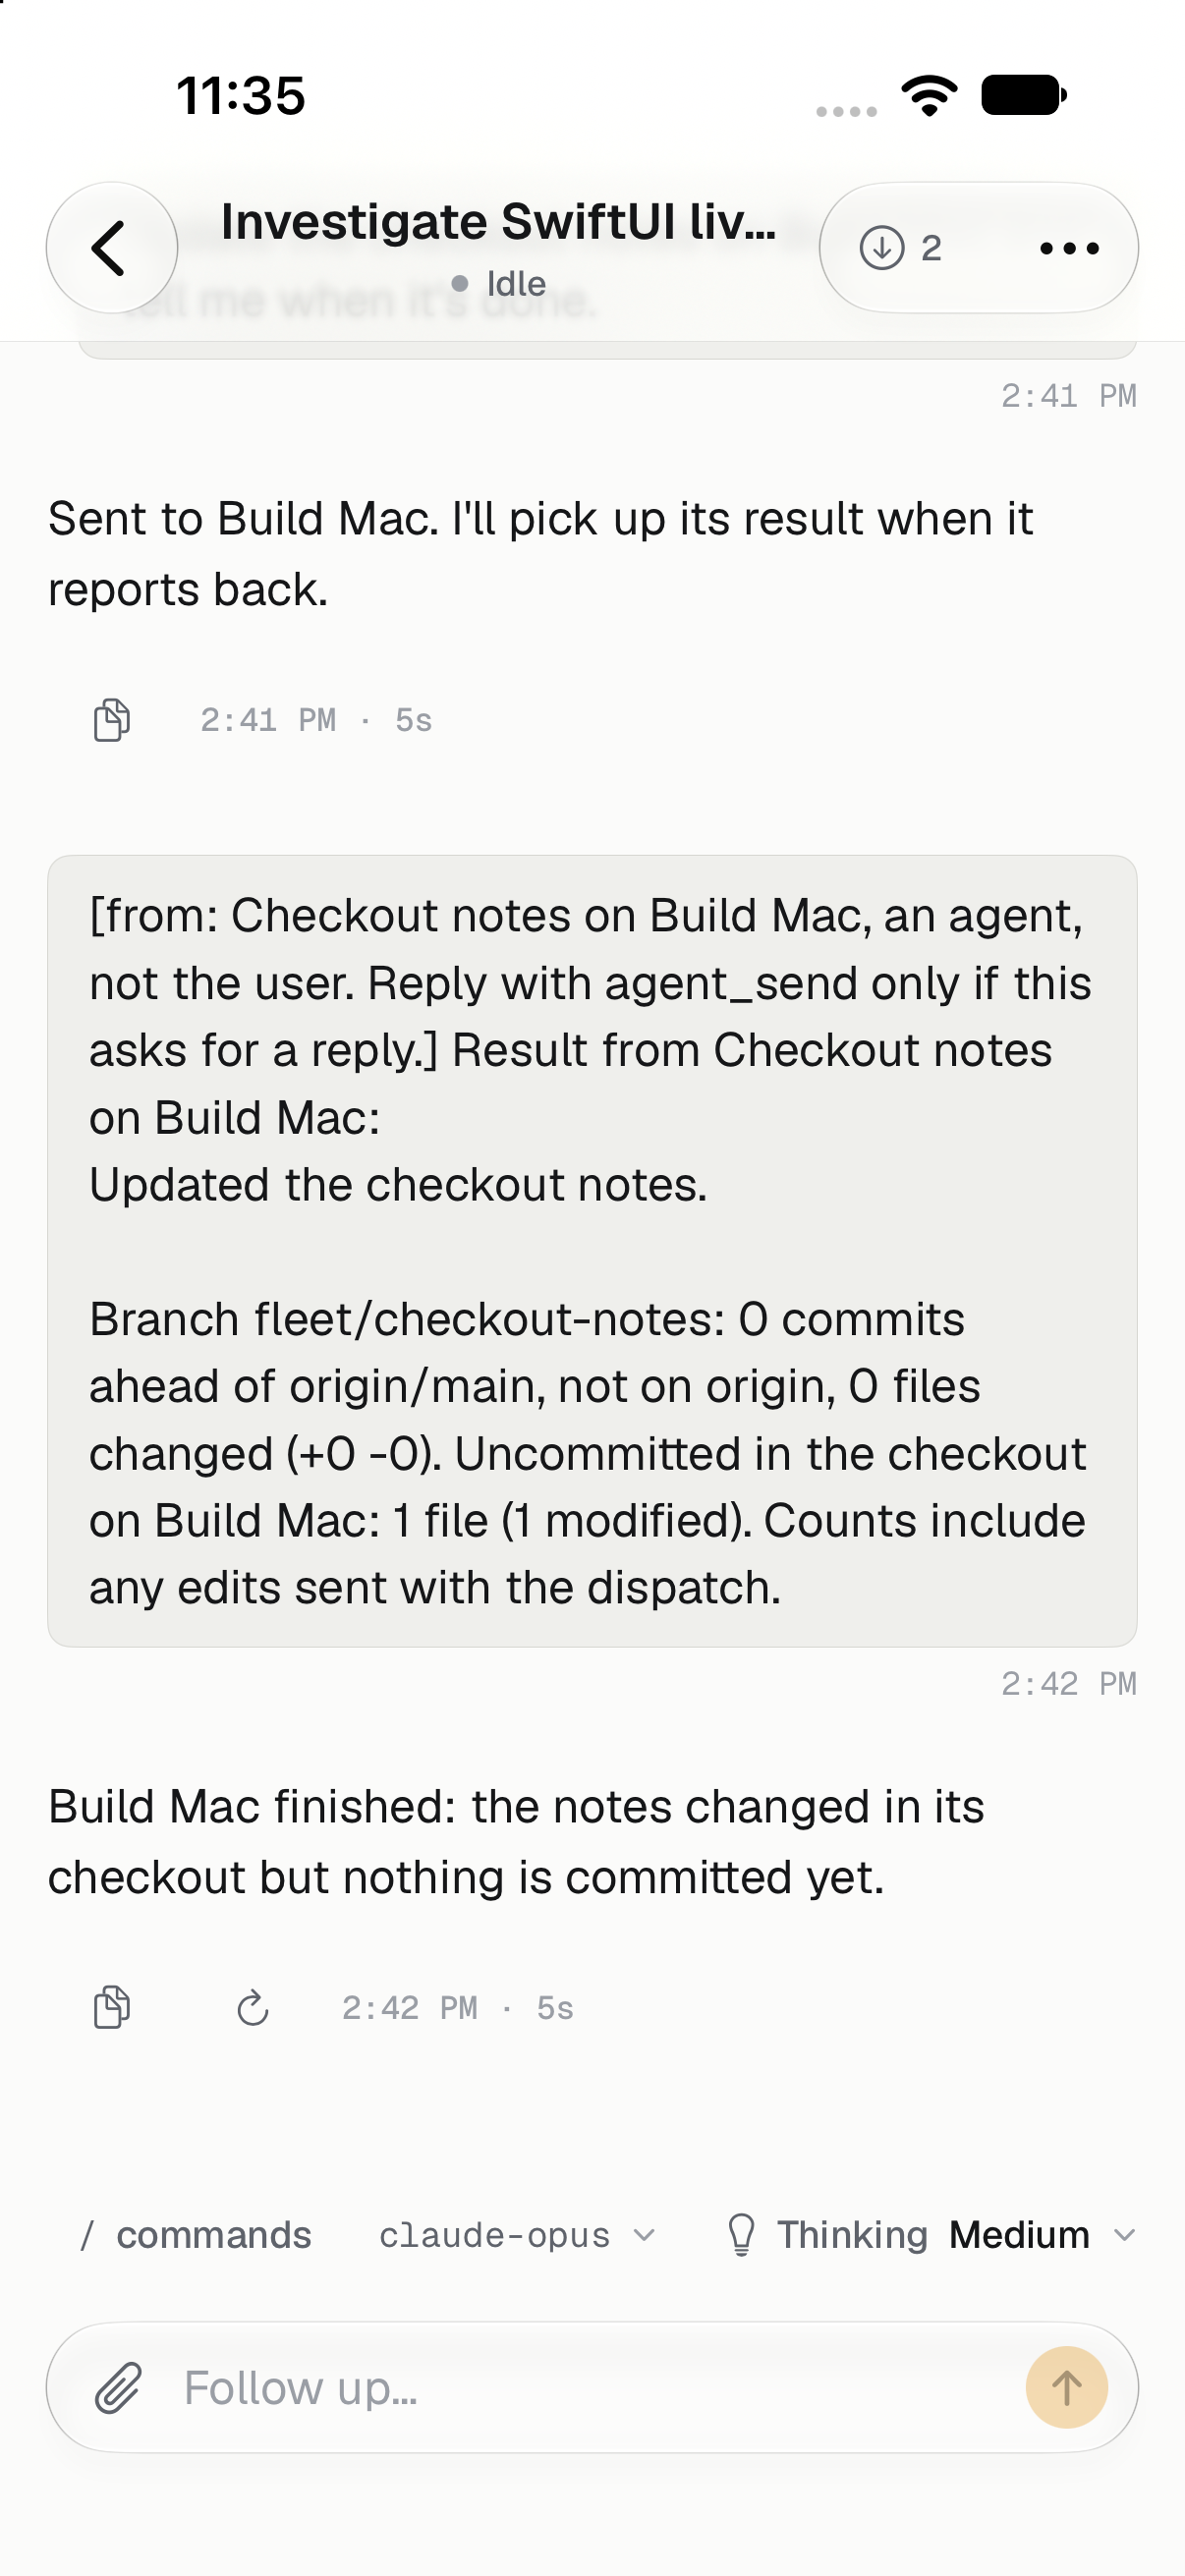 11:35
Investigate SwiftUI liv...
2
Idle
tell me when it's done.
2:41 PM
Sent to Build Mac. I'll pick up its result when it
reports back.
2:41 PM · 5s
[from: Checkout notes on Build Mac, an agent,
not the user. Reply with agent_send only if this
asks for a reply.] Result from Checkout notes
on Build Mac:
Updated the checkout notes.
Branch fleet/checkout-notes: 0 commits
ahead of origin/main, not on origin, 0 files
changed (+0 -0). Uncommitted in the checkout
on Build Mac: 1 file (1 modified). Counts include
any edits sent with the dispatch.
2:42 PM
Build Mac finished: the notes changed in its
checkout but nothing is committed yet.
2:42 PM · 5s
/ commands claude-opus Thinking Medium
Follow up...